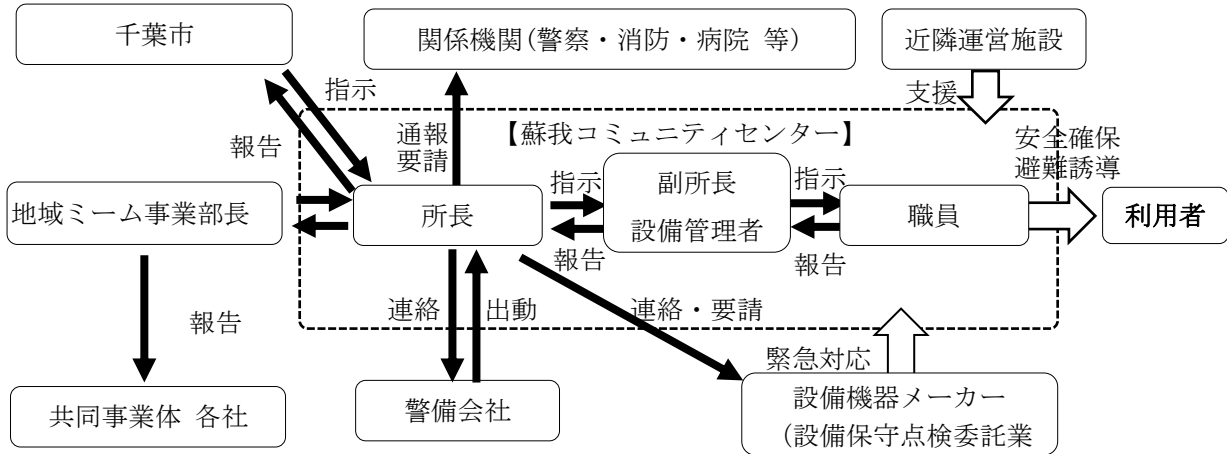 千葉市
関係機関(警察・消防・病院 等)
近隣運営施設
指示
支援
報告
通報
要請
【蘇我コミュニティセンター】
安全確保
避難誘導
地域ミーム事業部長
所長
指示
副所長
設備管理者
指示
職員
利用者
報告
報告
報告
連絡
出動
連絡・要請
緊急対応
共同事業体 各社
警備会社
設備機器メーカー
(設備保守点検委託業